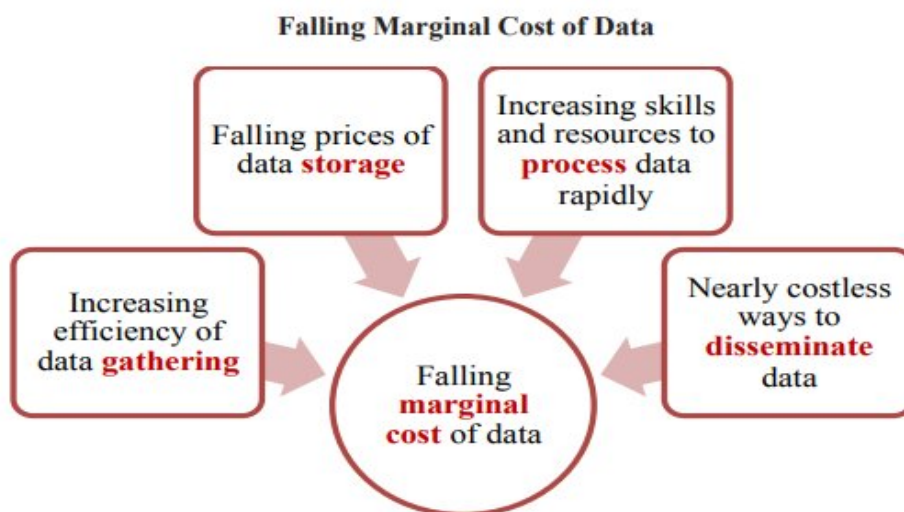 Falling Marginal Cost of Data
Increasing
efficiency of
data gathering
Falling prices of
data storage
Increasing skills
and resources to
process data
rapidly
Nearly costless
ways to
disseminate
data
Falling
marginal
cost of data